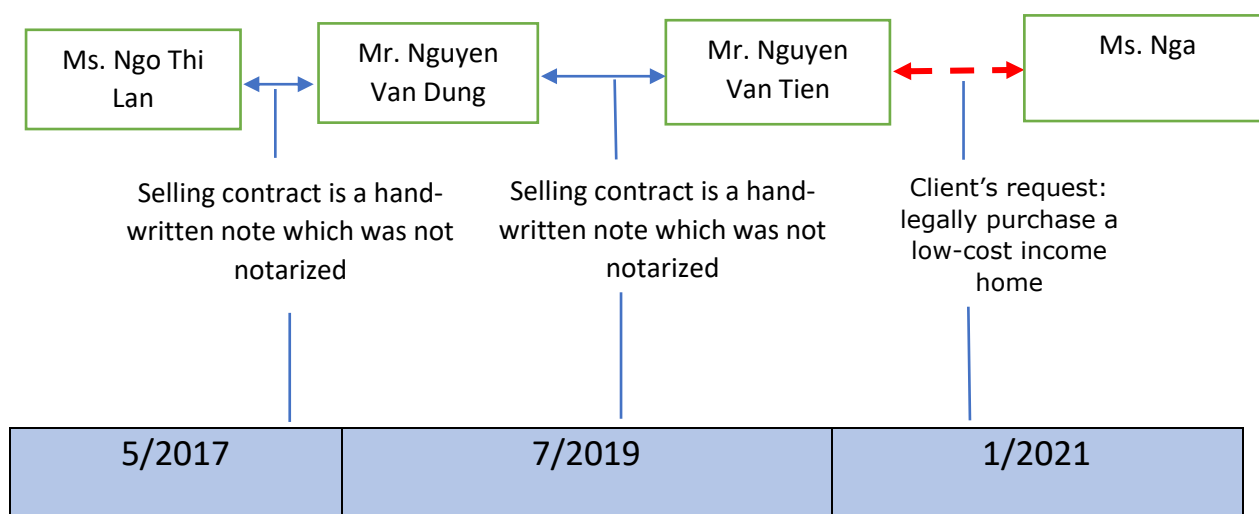 Ms. Ngo Thi
Lan
Mr. Nguyen
Van Dung
Mr. Nguyen
Van Tien
Ms. Nga
Selling contract is a hand-
written note which was not
notarized
Selling contract is a hand-
written note which was not
notarized
Client's request:
legally purchase a
low-cost income
home
5/2017
7/2019
1/2021